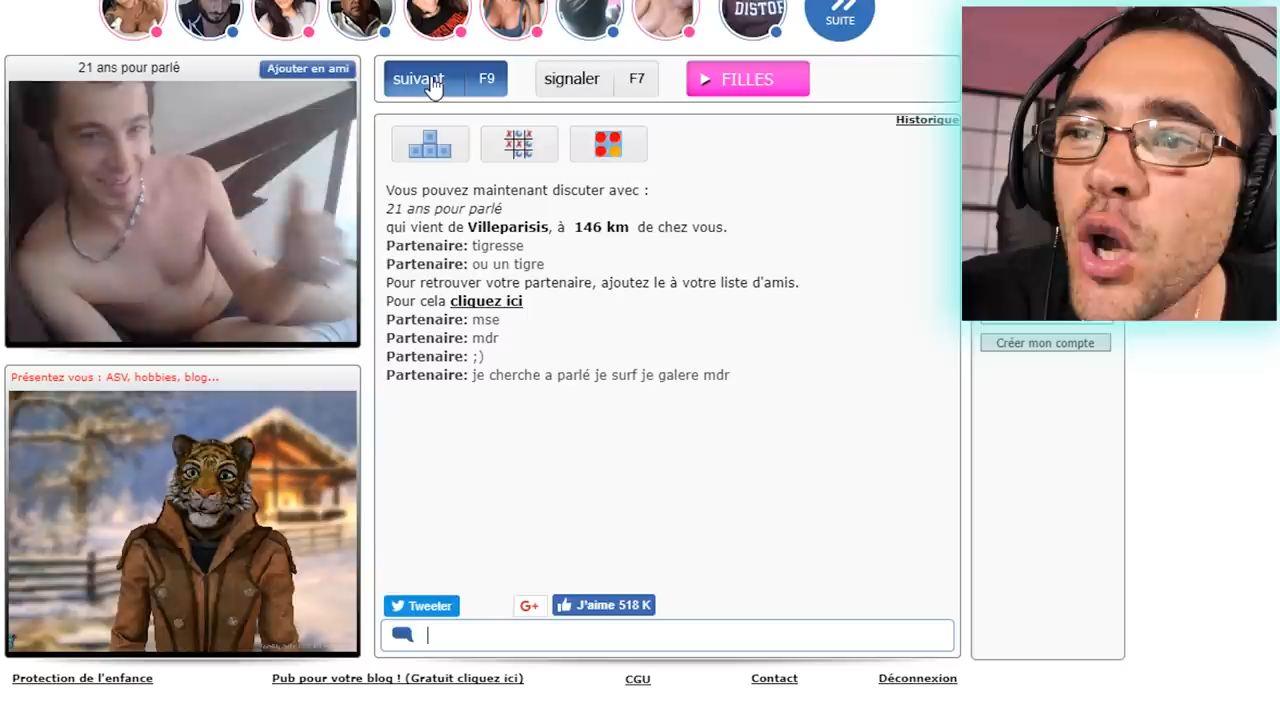 DISTOF
SUITE
21 ans pour parlé
Ajouter en ami
suivant F9
signaler F7
FILLES
Historique
Vous pouvez maintenant discuter avec :
21 ans pour parlé
qui vient de Villeparisis, à 146 km de chez vous.
Partenaire: tigresse
Partenaire: ou un tigre
Pour retrouver votre partenaire, ajoutez le à votre liste d'amis.
Pour cela cliquez ici
Partenaire: mse
Partenaire: mdr
Partenaire: ;)
Partenaire: je cherche a parlé je surf je galere mdr
Créer mon compte
Présentez vous : ASV, hobbies, blog...
Tweeter
G+
J'aime 518 K
Protection de l'enfance
Pub pour votre blog ! (Gratuit cliquez ici)
CGU
Contact
Déconnexion